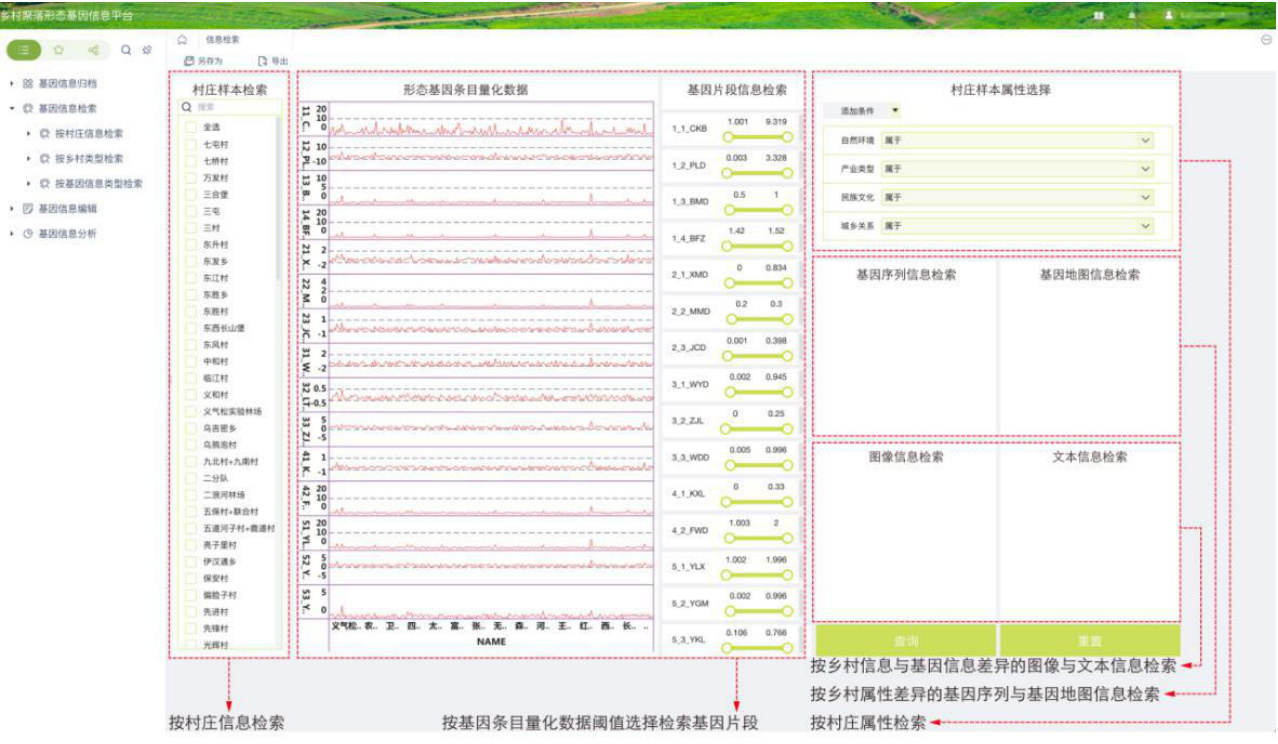 乡村聚落形态基因信息平台
信息检索
另存为 导出
基因信息归档
基因信息检索
按村庄信息检索
按乡村类型检索
按基因信息类型检索
基因信息编辑
基因信息分析
村庄样本检索
搜索
全选
七屯村
七桥村
万发村
三合堡
三屯
三村
东升村
东发乡
东江村
东胜乡
东胜村
东西长山堡
东风村
中和村
临江村
义和村
义气松实验林场
乌吉密乡
乌鸦泡村
九北村+九南村
二分队
二浪河林场
五保村+联合村
五道河子村+鹿道村
亮子里村
伊汉通乡
保安村
偏脸子村
先进村
先锋村
光辉村
形态基因条目量化数据
11_C.. 20 10 0
12_PL.. 10 -10
13_B.. 10 5 0
14_BF.. 20 10 0
21_X.. 2 -2
22_M.. 4 2 0
23_JC.. 1 -1
31_W.. 2 -2
32_LT.. 0.5 -0.5
33_ZJ.. 5 0 -5
41_K.. 1 -1
42_F.. 20 10 0
51_YL.. 20 10 0
52_Y.. 5 0 -5
53_Y.. 5 0
义气松.. 农.. 卫.. 四.. 太.. 富.. 张.. 无.. 森.. 河.. 王.. 红.. 西.. 长.. ..
NAME
基因片段信息检索
1_1_CKB 1.001 9.319
1_2_PLD 0.003 3.328
1_3_BMD 0.5 1
1_4_BFZ 1.42 1.52
2_1_XMD 0 0.834
2_2_MMD 0.2 0.3
2_3_JCD 0.001 0.398
3_1_WYD 0.002 0.945
3_2_ZJL 0 0.25
3_3_WDD 0.005 0.996
4_1_KXL 0 0.33
4_2_FWD 1.003 2
5_1_YLX 1.002 1.996
5_2_YGM 0.002 0.996
5_3_YKL 0.106 0.766
村庄样本属性选择
添加条件
自然环境 属于
产业类型 属于
民族文化 属于
城乡关系 属于
基因序列信息检索 基因地图信息检索
图像信息检索 文本信息检索
查询 重置
按乡村信息与基因信息差异的图像与文本信息检索
按乡村属性差异的基因序列与基因地图信息检索
按村庄属性检索
按村庄信息检索
按基因条目量化数据阈值选择检索基因片段